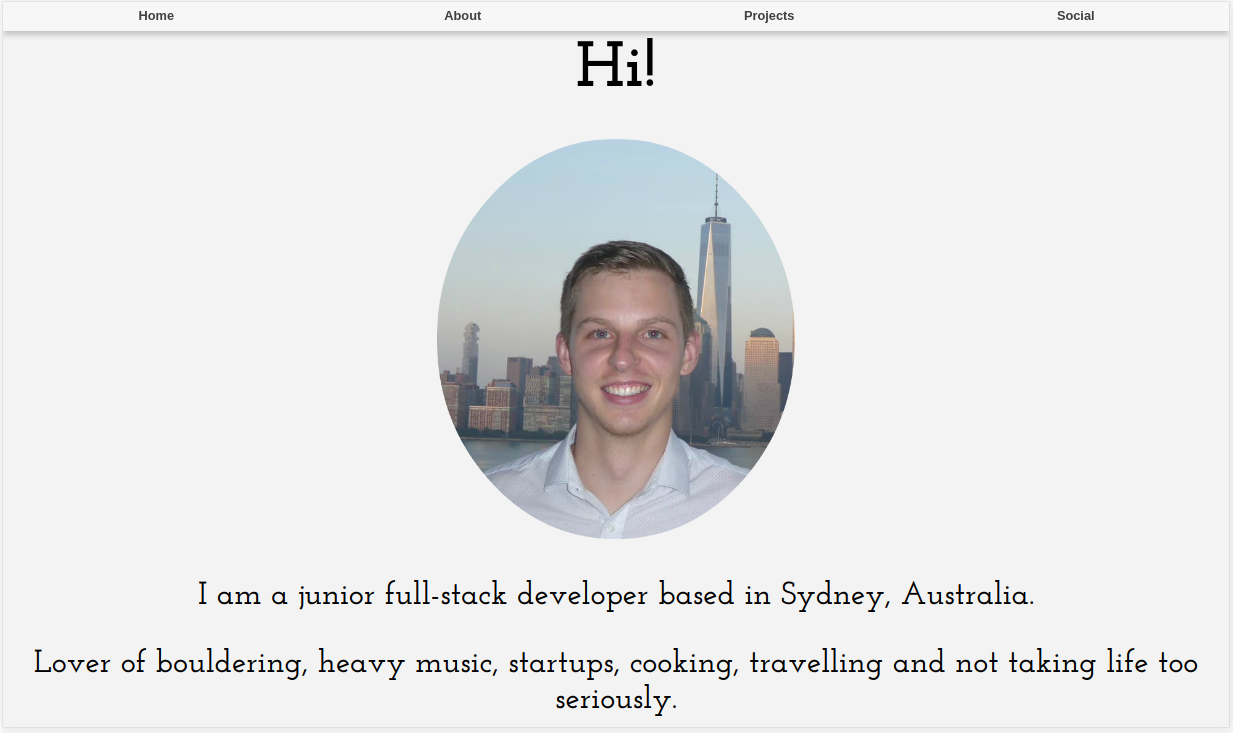 Home About Projects Social
Hi!
I am a junior full-stack developer based in Sydney, Australia.
Lover of bouldering, heavy music, startups, cooking, travelling and not taking life too
seriously.